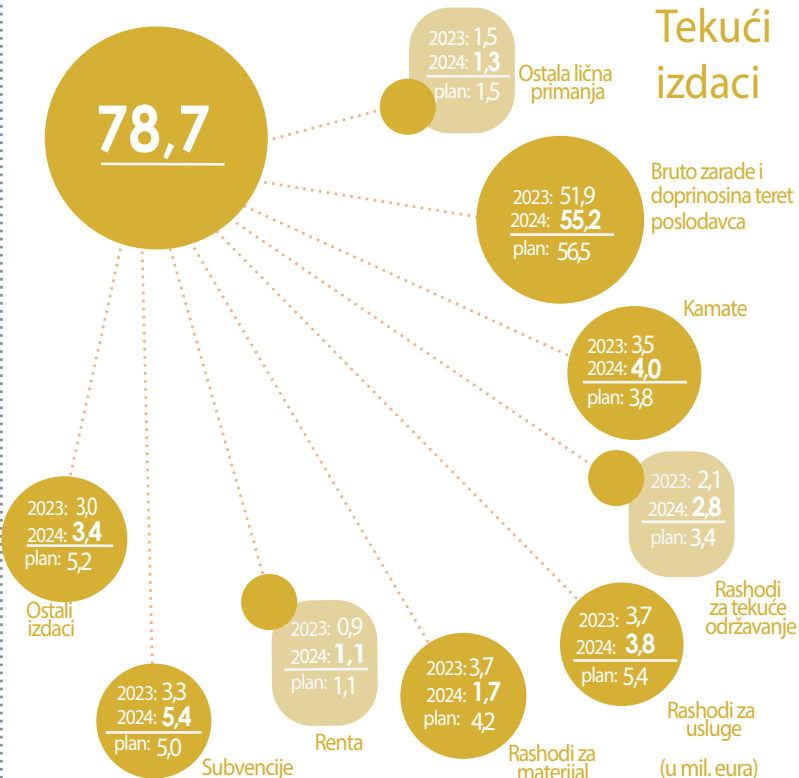 Tekući
izdaci
78,7
2023: 1,5
2024: 1,3
plan: 1,5
Ostala lična
primanja
2023: 51,9
2024: 55,2
plan: 56,5
Bruto zarade i
doprinosina teret
poslodavca
Kamate
2023: 3,5
2024: 4,0
plan: 3,8
2023: 2,1
2024: 2,8
plan: 3,4
Rashodi
za tekuće
održavanje
2023: 3,7
2024: 3,8
plan: 5,4
Rashodi za
usluge
2023: 3,7
2024: 1,7
plan: 4,2
Rashodi za
materijal
2023: 0,9
2024: 1,1
plan: 1,1
Renta
2023: 3,3
2024: 5,4
plan: 5,0
Subvencije
2023: 3,0
2024: 3,4
plan: 5,2
Ostali
izdaci
(u mil. eura)